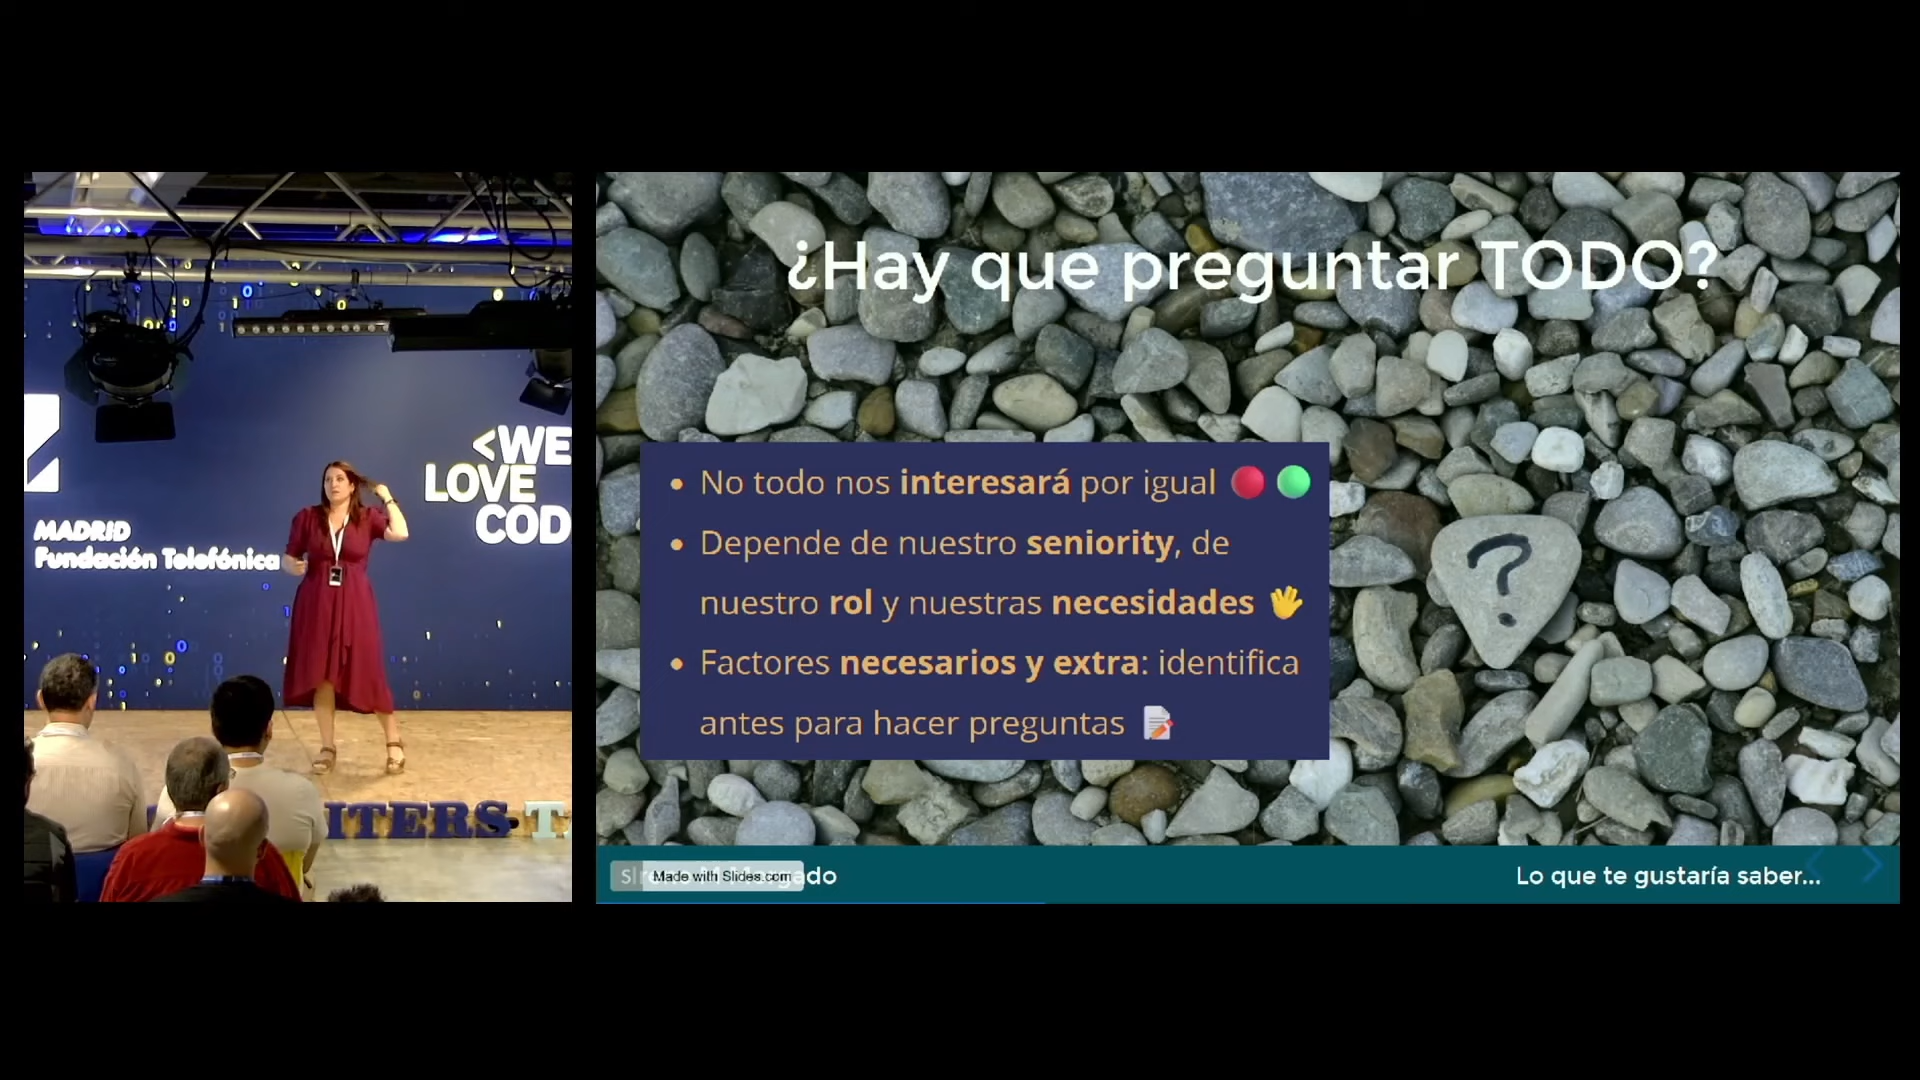 <WE
LOVE
COD
MADRID
Fundación Telefónica
ITERS
¿Hay que preguntar TODO?
No todo nos interesará por igual
Depende de nuestro seniority, de
nuestro rol y nuestras necesidades
Factores necesarios y extra: identifica
antes para hacer preguntas
?
Made with Slides.com
Lo que te gustaría saber...